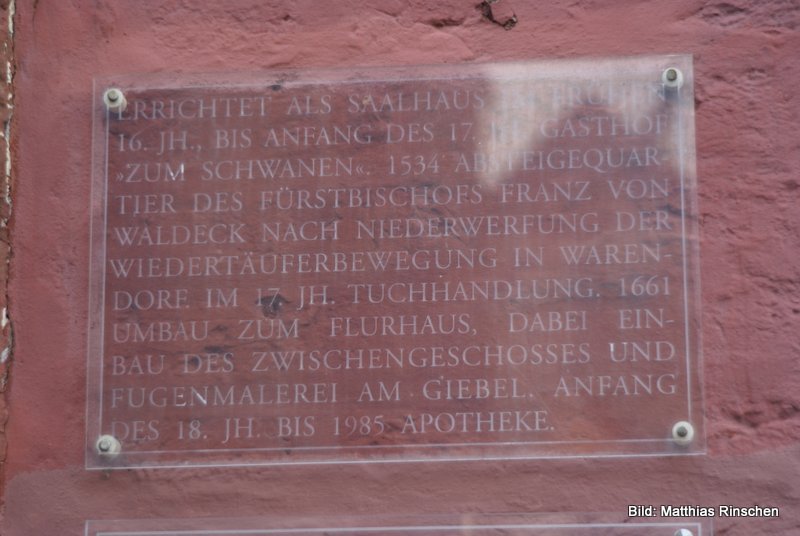 ERRICHTET ALS SAALHAUS IM FRÜHEN
16. JH., BIS ANFANG DES 17. JH. GASTHOF
»ZUM SCHWANEN«. 1534 ABSTEIGEQUAR-
TIER DES FÜRSTBISCHOFS FRANZ VON
WALDECK NACH NIEDERWERFUNG DER
WIEDERTÄUFERBEWEGUNG IN WAREN-
DORF. IM 17. JH. TUCHHANDLUNG. 1661
UMBAU ZUM FLURHAUS, DABEI EIN-
BAU DES ZWISCHENGESCHOSSES UND
FUGENMALEREI AM GIEBEL. ANFANG
DES 18. JH. BIS 1985 APOTHEKE.
Bild: Matthias Rinschen